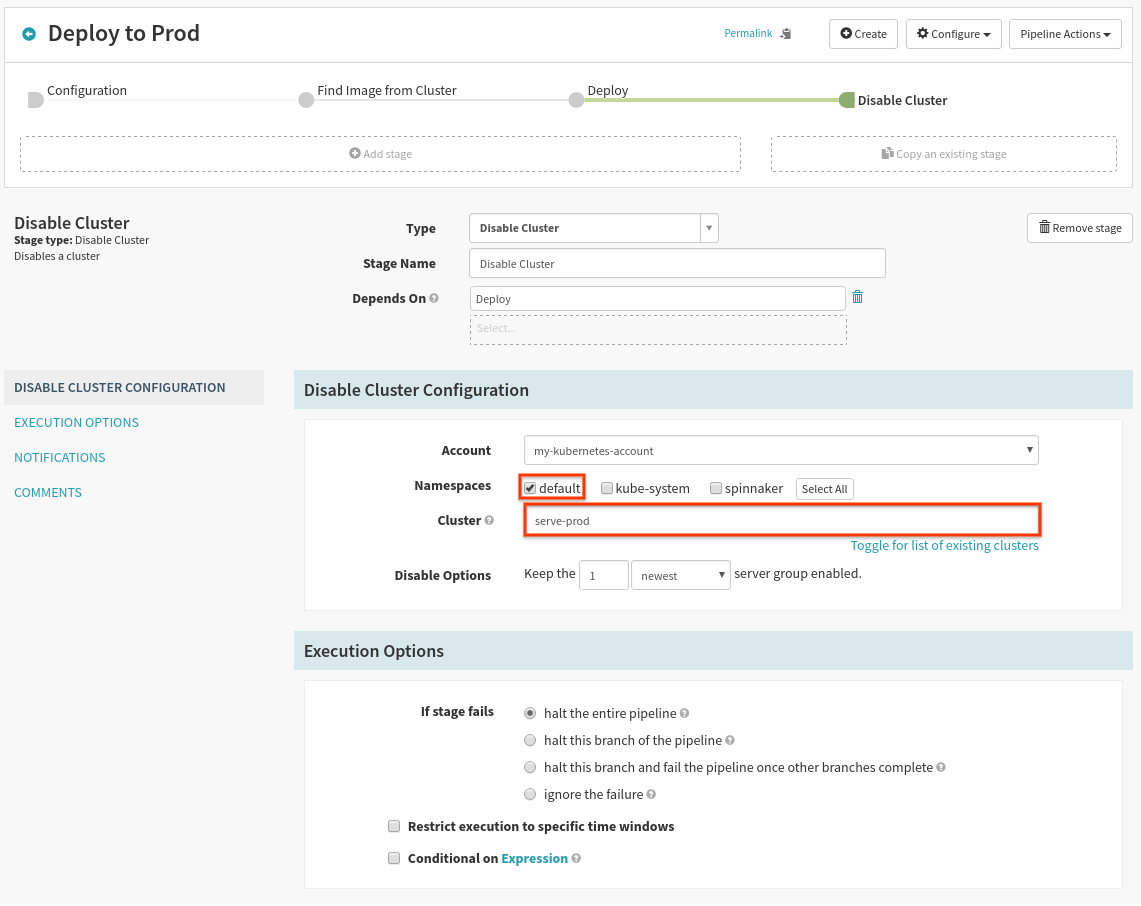 Deploy to Prod
Permalink
Create
Configure
Pipeline Actions
Configuration
Find Image from Cluster
Deploy
Disable Cluster
Add stage
Copy an existing stage
Disable Cluster
Stage type: Disable Cluster
Disables a cluster
Type
Disable Cluster
Remove stage
Stage Name
Disable Cluster
Depends On
Deploy
Select...
DISABLE CLUSTER CONFIGURATION
EXECUTION OPTIONS
NOTIFICATIONS
COMMENTS
Disable Cluster Configuration
Account
my-kubernetes-account
Namespaces
default
kube-system
spinnaker
Select All
Cluster
serve-prod
Toggle for list of existing clusters
Disable Options
Keep the 1 newest server group enabled.
Execution Options
If stage fails
halt the entire pipeline
halt this branch of the pipeline
halt this branch and fail the pipeline once other branches complete
ignore the failure
Restrict execution to specific time windows
Conditional on Expression